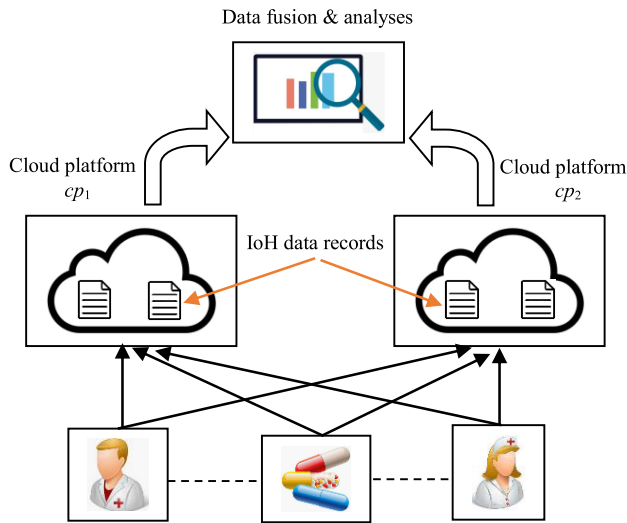 Data fusion & analyses
Cloud platform
cp1
Cloud platform
cp2
IoH data records